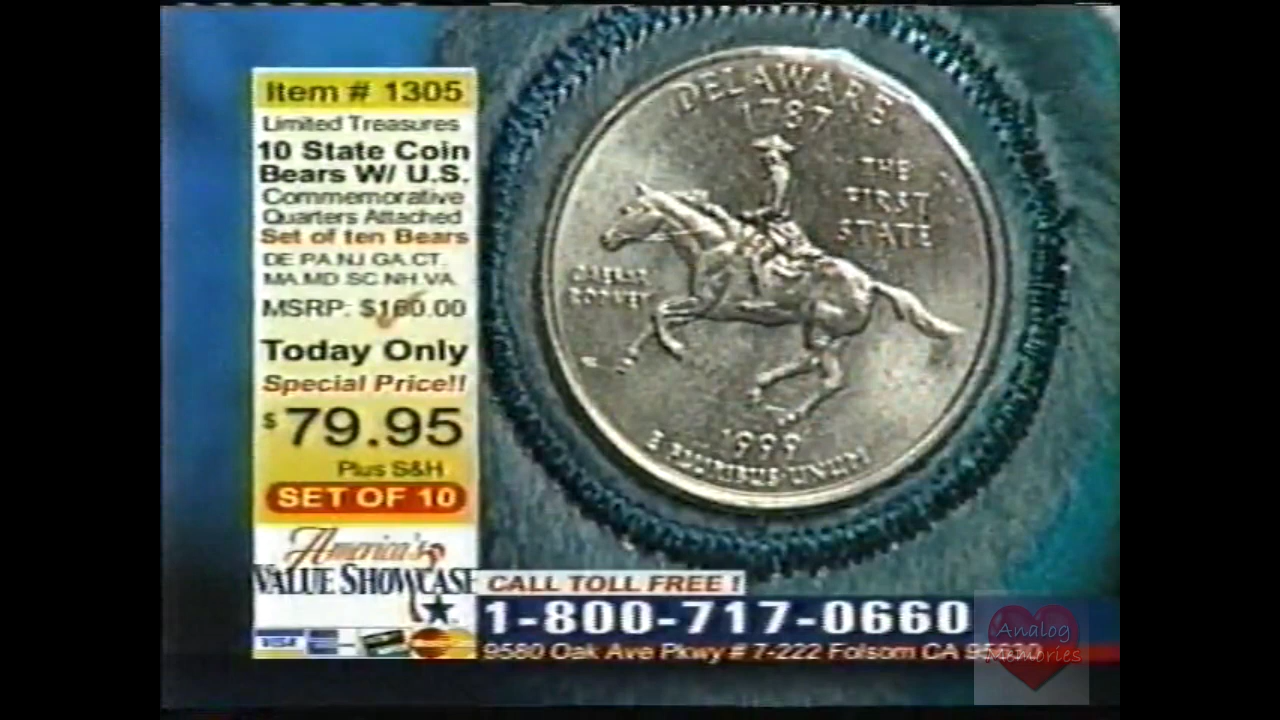 Item # 1305
Limited Treasures
10 State Coin
Bears W/ U.S.
Commemorative
Quarters Attached
Set of ten Bears
DE PA.NJ GA.CT.
MA.MD SC NH VA.
MSRP: $160.00
Today Only
Special Price!!
$79.95
Plus S&H
SET OF 10
America's
VALUE SHOWCASE
VISA
DELAWARE
1787
THE
FIRST
STATE
CAESAR
RODNEY
1999
E PLURIBUS UNUM
CALL TOLL FREE !
1-800-717-0660
9580 Oak Ave Pkwy # 7-222 Folsom CA 95630
Analog
Memories